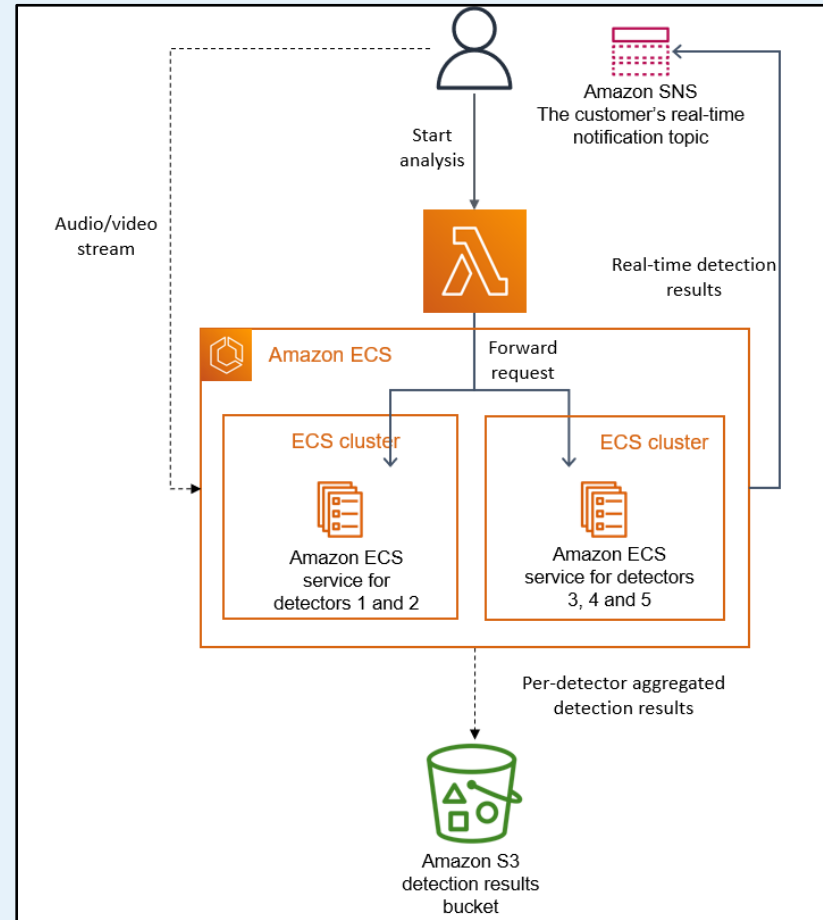 Amazon SNS
The customer's real-time
notification topic
Start
analysis
Audio/video
stream
Real-time detection
results
Amazon ECS
Forward
request
ECS cluster
ECS cluster
Amazon ECS
service for
detectors 1 and 2
Amazon ECS
service for detectors
3, 4 and 5
Per-detector aggregated
detection results
Amazon S3
detection results
bucket